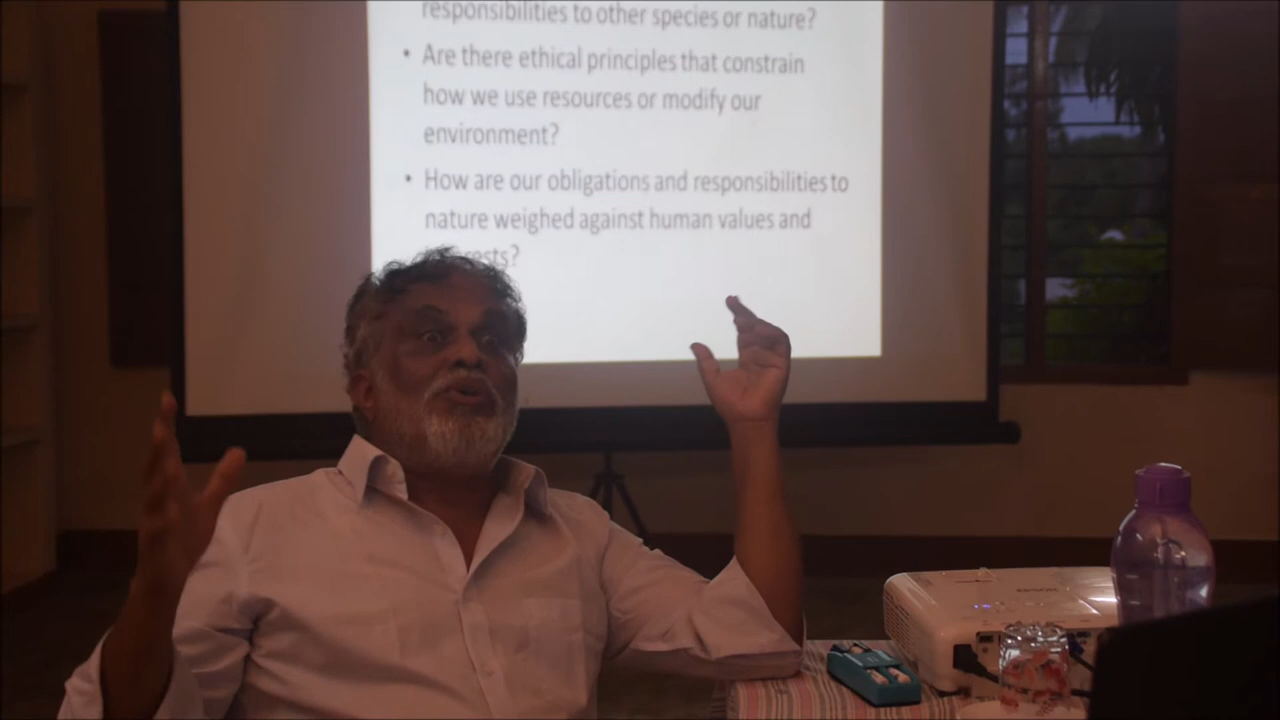 responsibilities to other species or nature?
• Are there ethical principles that constrain
how we use resources or modify our
environment?
• How are our obligations and responsibilities to
nature weighed against human values and
EPSON